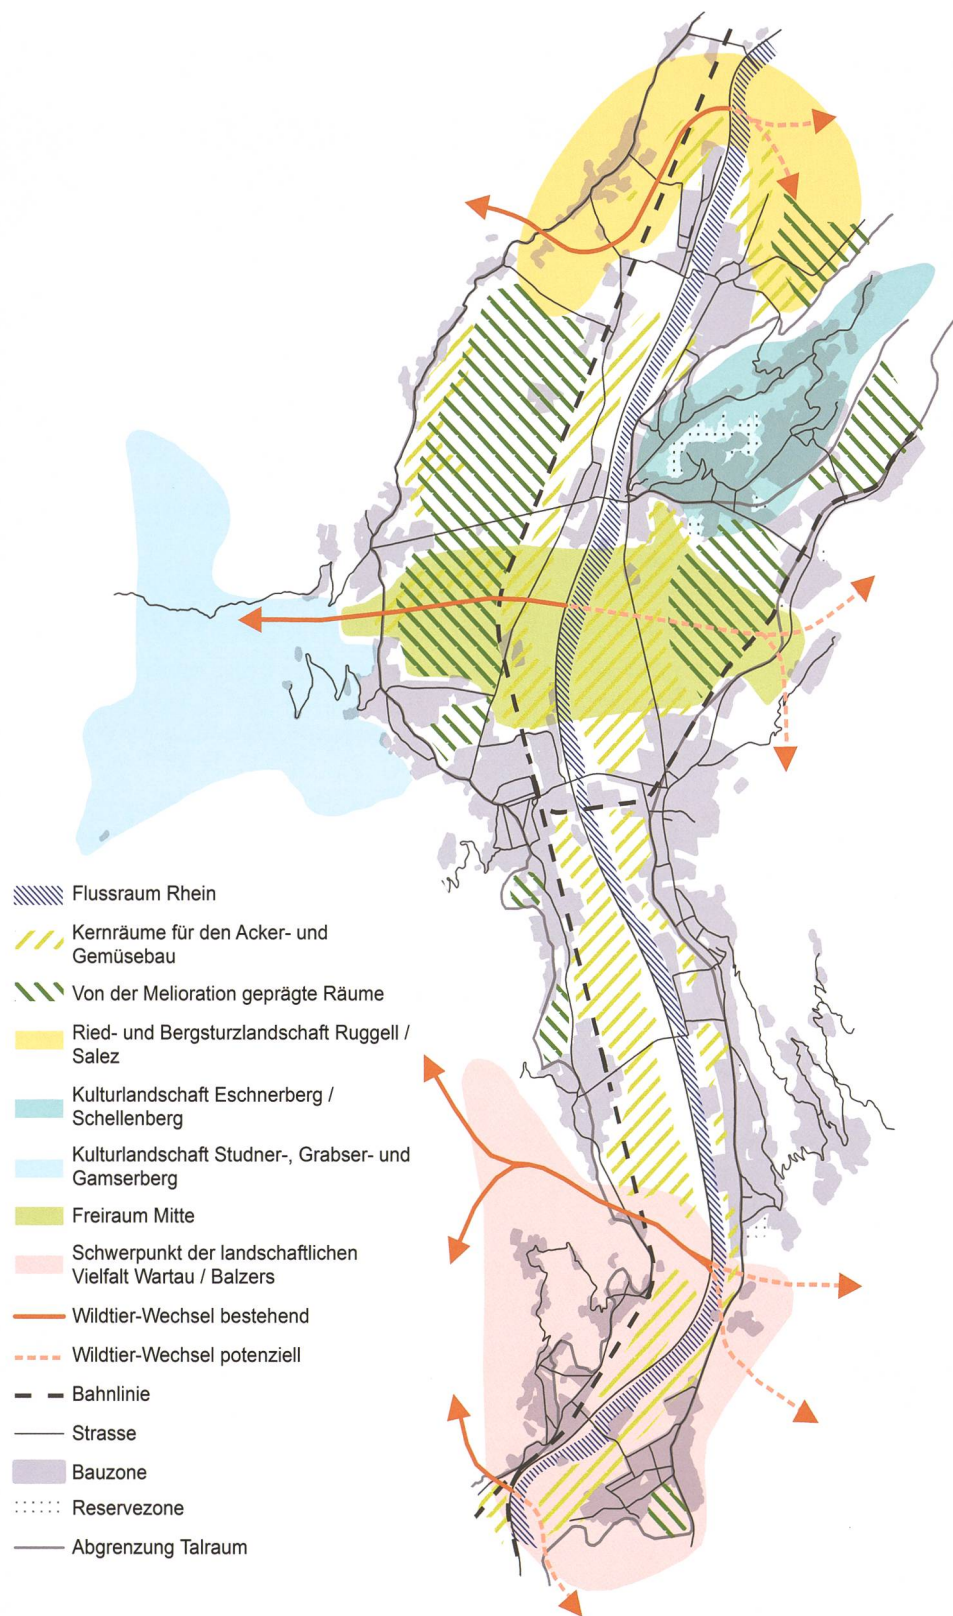 Flussraum Rhein
Kernräume für den Acker- und
Gemüsebau
Von der Melioration geprägte Räume
Ried- und Bergsturzlandschaft Ruggell /
Salez
Kulturlandschaft Eschnerberg /
Schellenberg
Kulturlandschaft Studner-, Grabser- und
Gamserberg
Freiraum Mitte
Schwerpunkt der landschaftlichen
Vielfalt Wartau / Balzers
Wildtier-Wechsel bestehend
Wildtier-Wechsel potenziell
Bahnlinie
Strasse
Bauzone
Reservezone
Abgrenzung Talraum